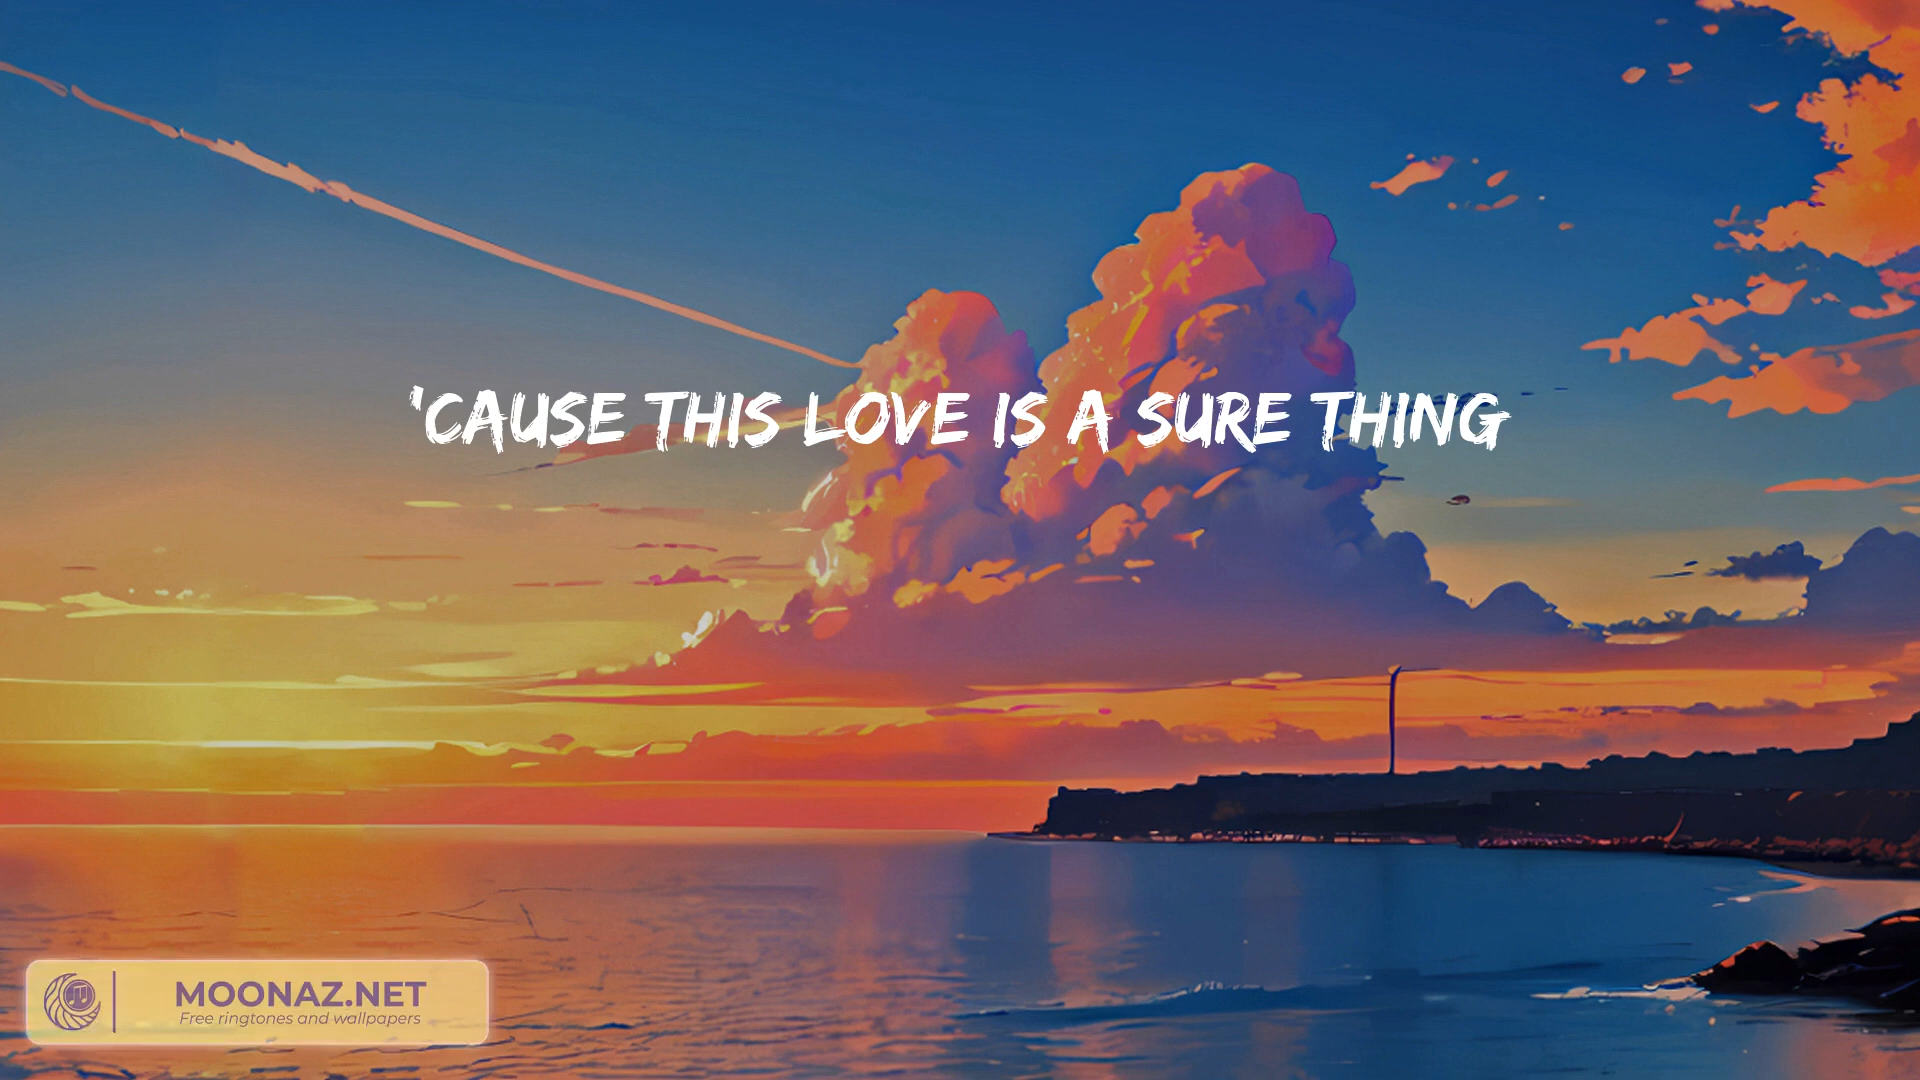 'CAUSE THIS LOVE IS A SURE THING
MOONAZ.NET
Free ringtones and wallpapers